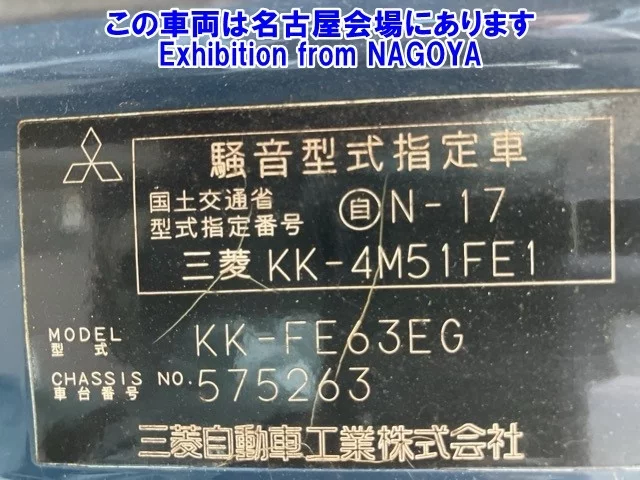 この車両は名古屋会場にあります
Exhibition from NAGOYA
騒音型式指定車
国土交通省
型式指定番号 自N-17
三菱 KK-4M51FE1
MODEL
型式 KK-FE63EG
CHASSIS NO.
車台番号 575263
三菱自動車工業株式会社